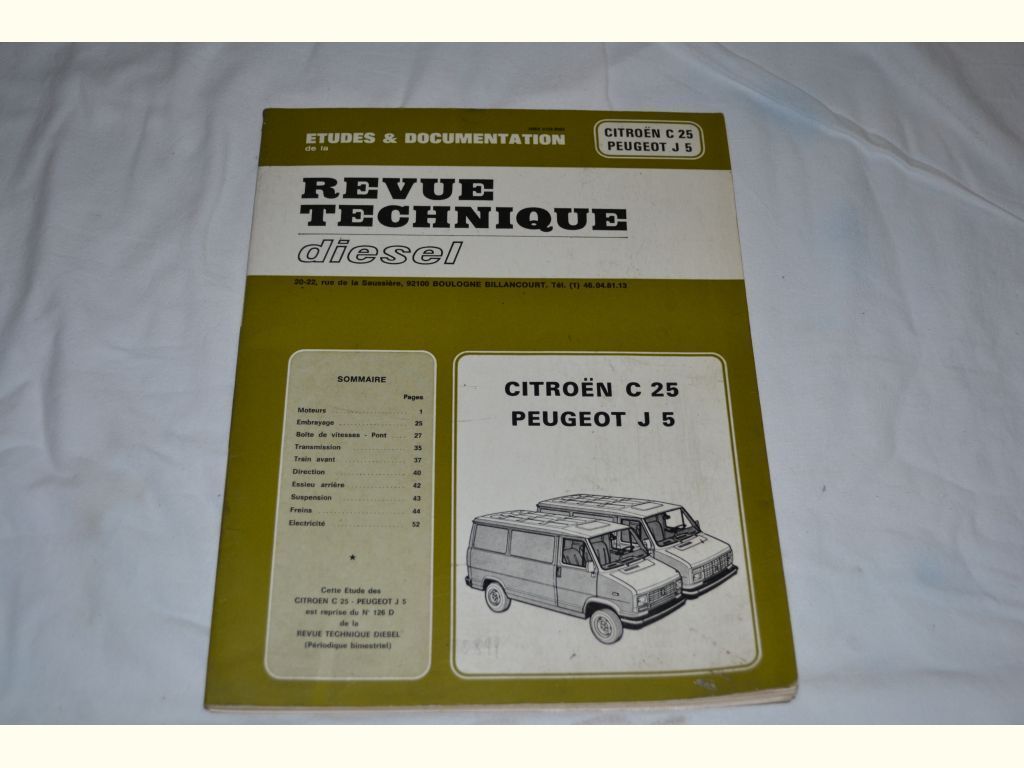 ETUDES & DOCUMENTATION
de la
CITROËN C 25
PEUGEOT J 5
REVUE
TECHNIQUE
diesel
20-22, rue de la Saussière, 92100 BOULOGNE BILLANCOURT. Tél. (1) 46.04.81.13
SOMMAIRE
Pages
Moteurs 1
Embrayage 25
Boîte de vitesses - Pont 27
Transmission 35
Train avant 37
Direction 40
Essieu arrière 42
Suspension 43
Freins 44
Electricité 52
Cette Etude des
CITROEN C 25 - PEUGEOT J 5
est reprise du N° 126 D
de la
REVUE TECHNIQUE DIESEL
(Périodique bimestriel)
CITROËN C 25
PEUGEOT J 5